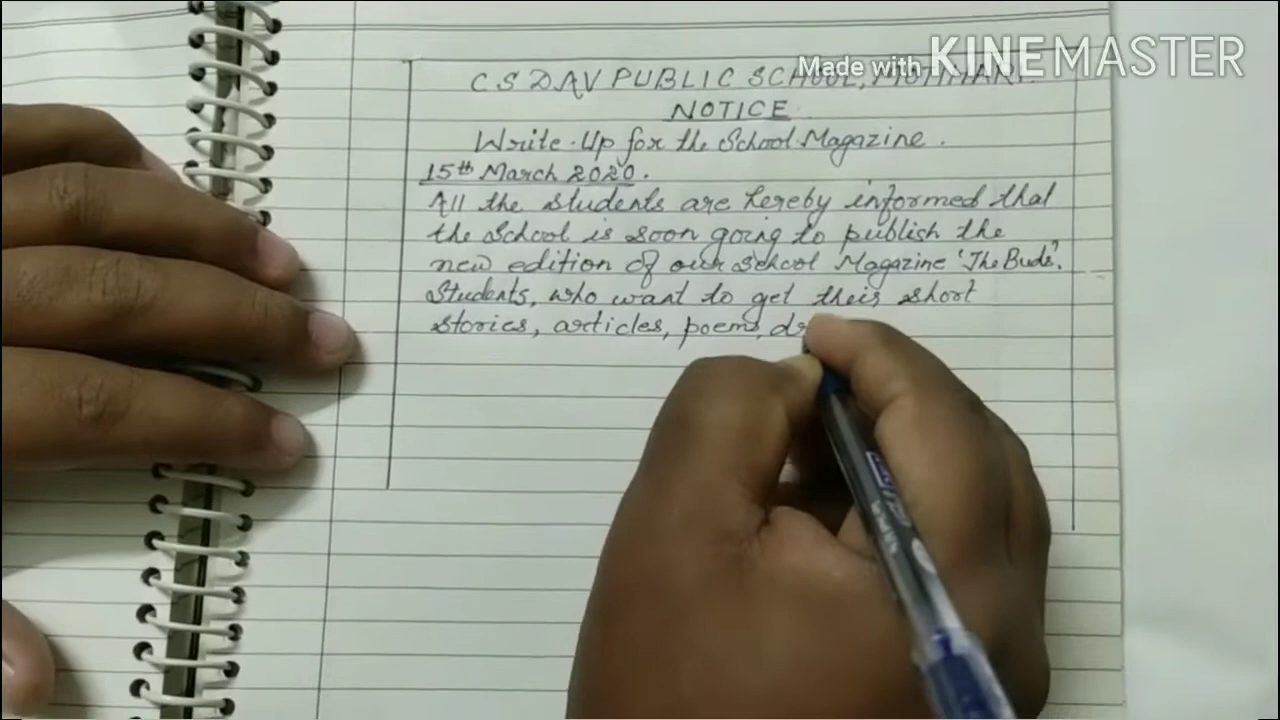 Made with KINEMASTER
C S DAV PUBLIC SCHOOL, MOTIHARI.
NOTICE
Write-Up for the School Magazine.
15th March 2020.
All the students are hereby informed that
the School is soon going to publish the
new edition of our School Magazine 'The Buds'.
Students, who want to get their short
stories, articles, poems, dr